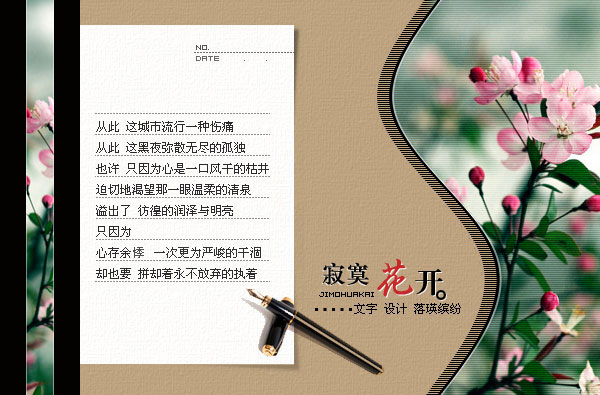 NO.
DATE . .
从此 这城市流行一种伤痛
从此 这黑夜弥散无尽的孤独
也许 只因为心是一口风干的枯井
迫切地渴望那一眼温柔的清泉
溢出了 彷徨的润泽与明亮
只因为
心存余悸 一次更为严峻的干涸
却也要 拼却着永不放弃的执着
寂寞花开。
JIMOHUAKAI
·····文字 设计 落瑛缤纷